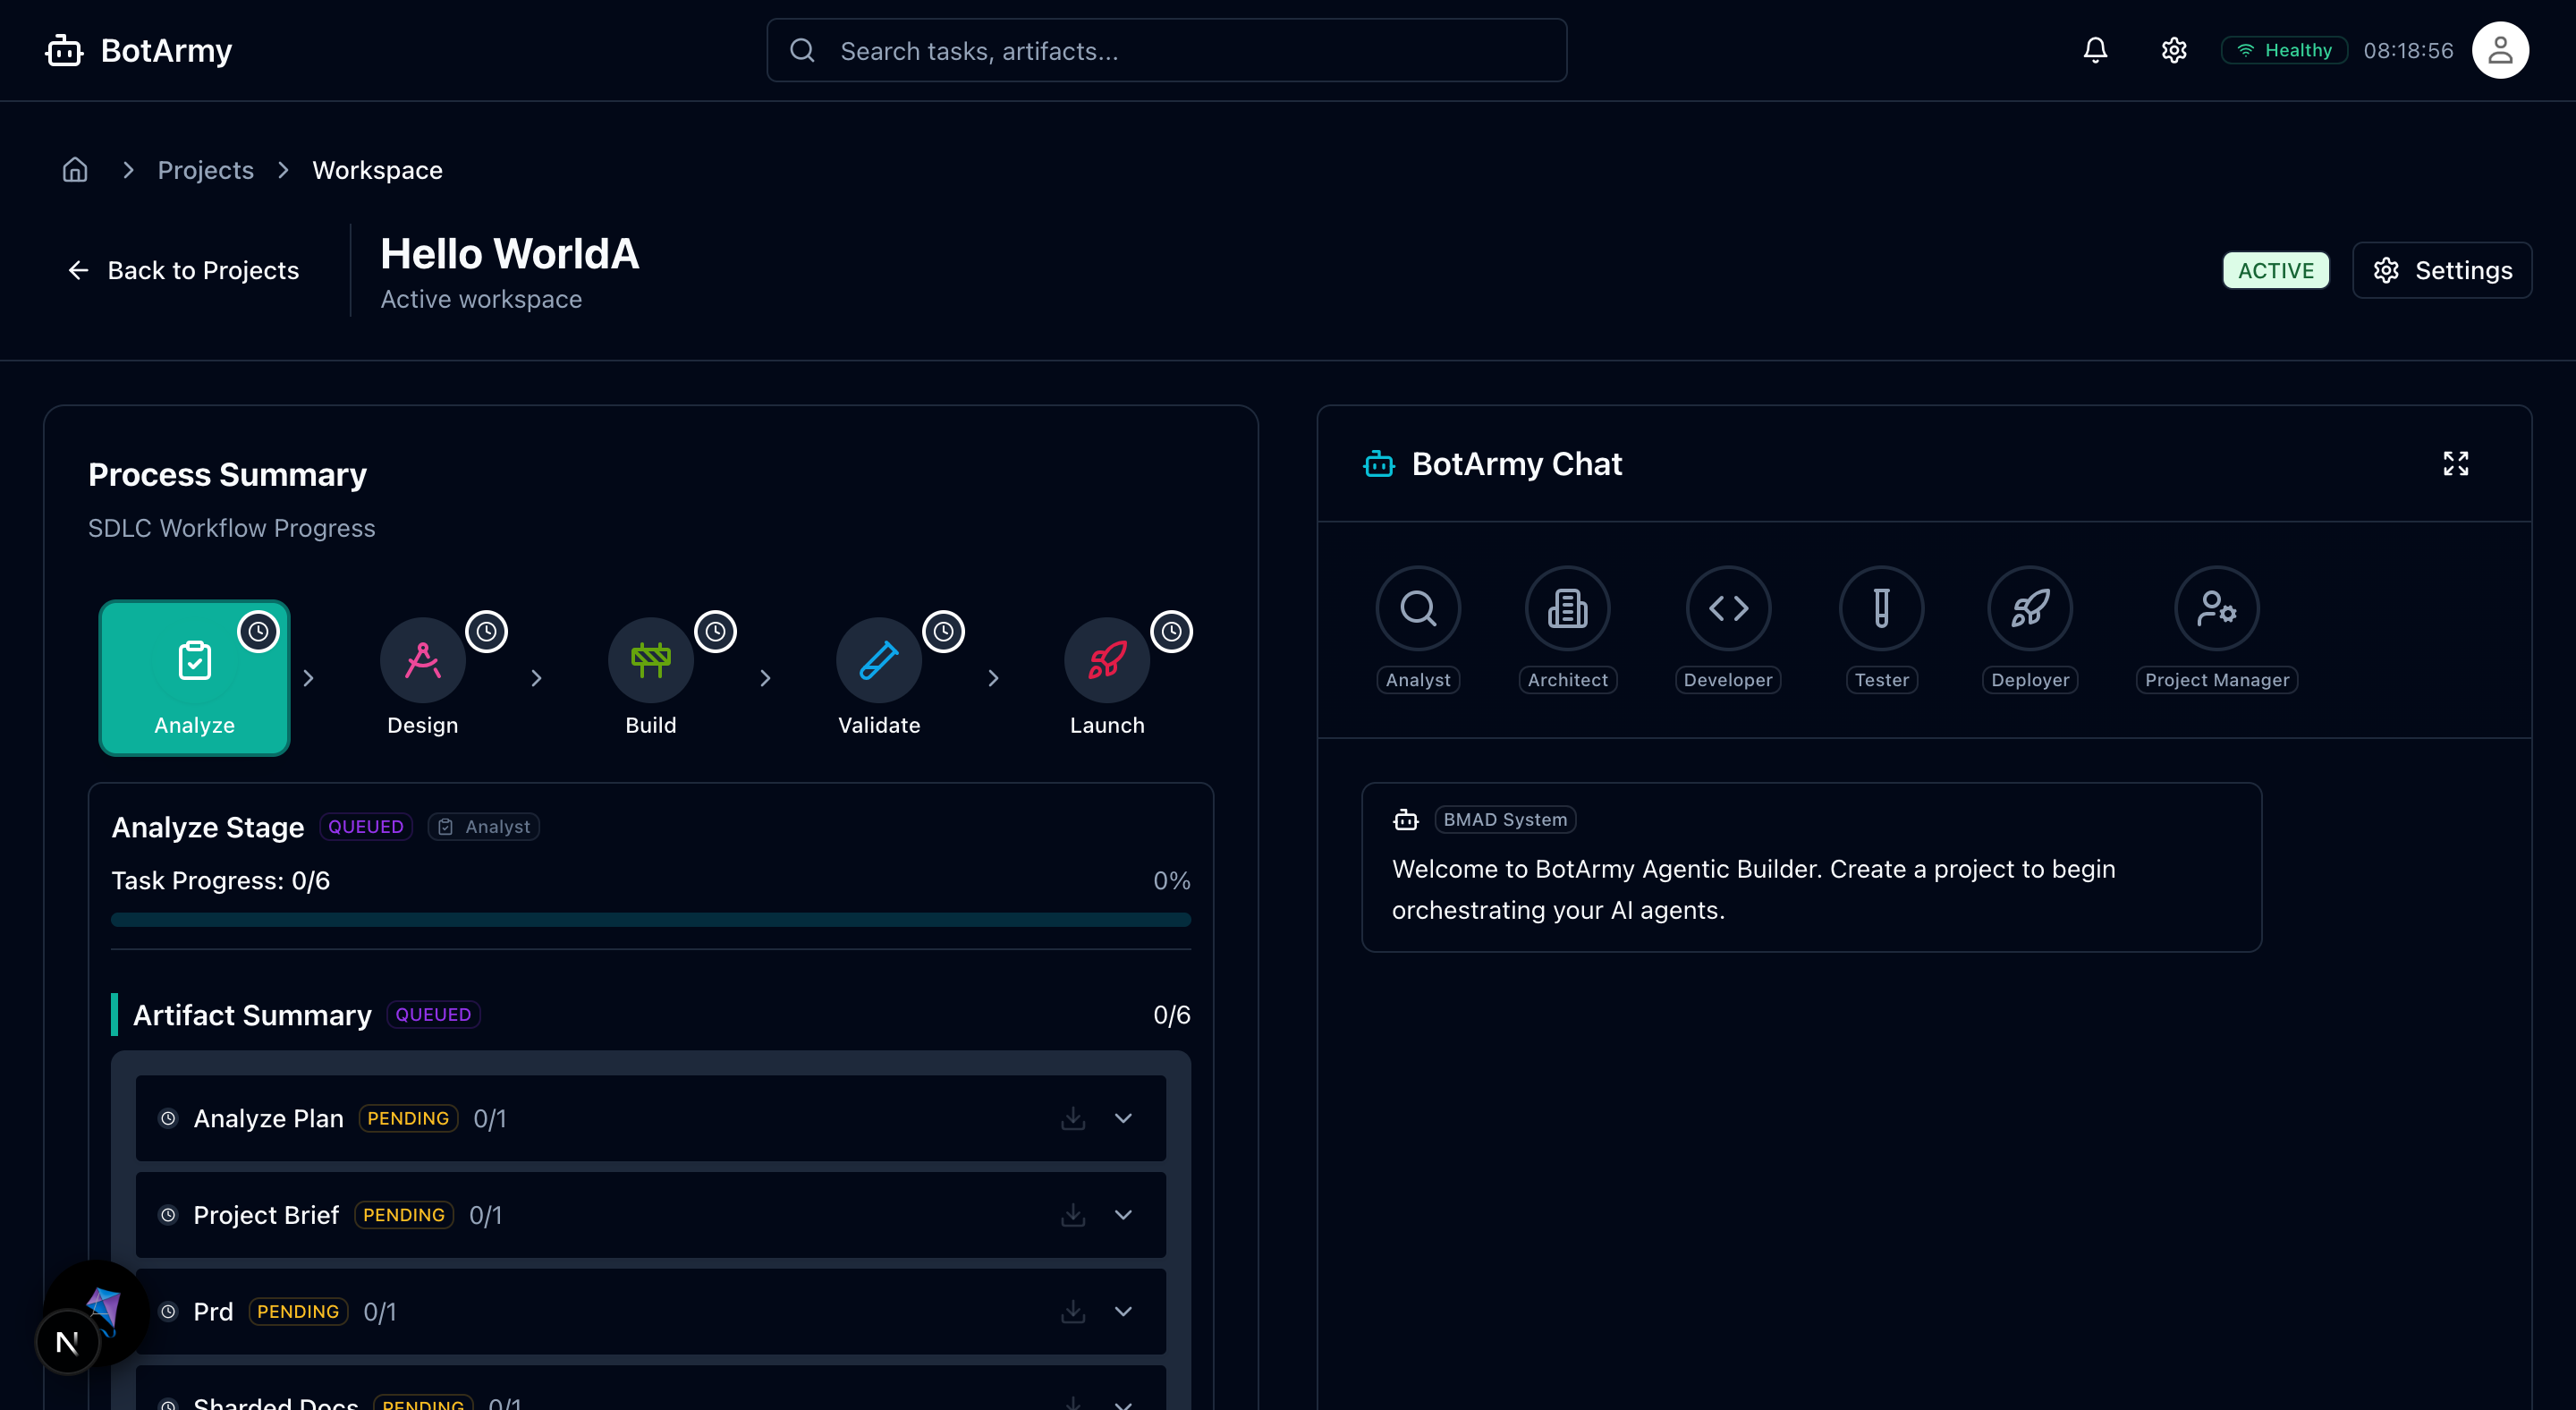 BotArmy
Search tasks, artifacts...
Healthy
08:18:56
Projects
Workspace
Back to Projects
Hello WorldA
Active workspace
ACTIVE
Settings
Process Summary
SDLC Workflow Progress
Analyze
Design
Build
Validate
Launch
Analyze Stage QUEUED Analyst
Task Progress: 0/6 0%
Artifact Summary QUEUED 0/6
Analyze Plan PENDING 0/1
Project Brief PENDING 0/1
Prd PENDING 0/1
Sharded Docs PENDING 0/1
N
BotArmy Chat
Analyst
Architect
Developer
Tester
Deployer
Project Manager
BMAD System
Welcome to BotArmy Agentic Builder. Create a project to begin
orchestrating your AI agents.